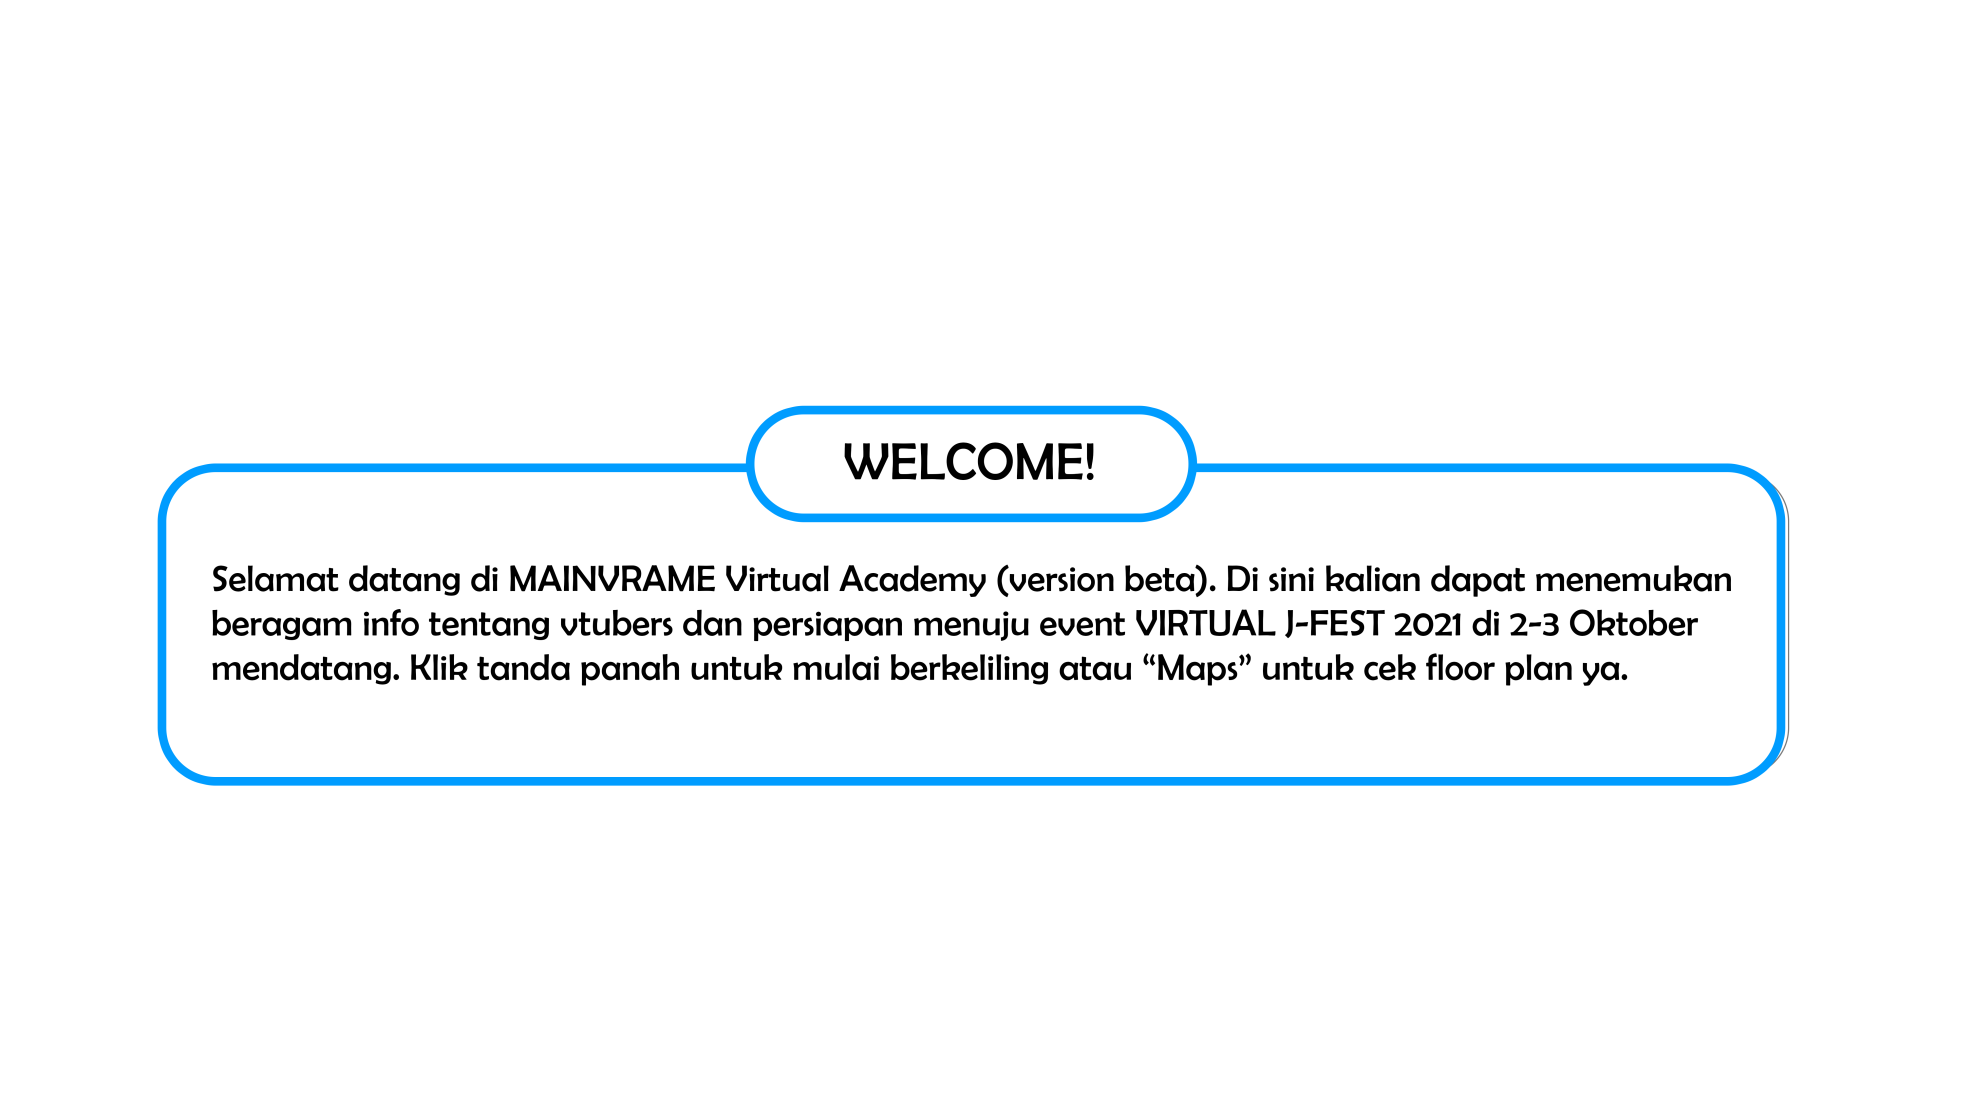 WELCOME!
Selamat datang di MAINVRAME Virtual Academy (version beta). Di sini kalian dapat menemukan
beragam info tentang vtubers dan persiapan menuju event VIRTUAL J-FEST 2021 di 2-3 Oktober
mendatang. Klik tanda panah untuk mulai berkeliling atau “Maps” untuk cek floor plan ya.